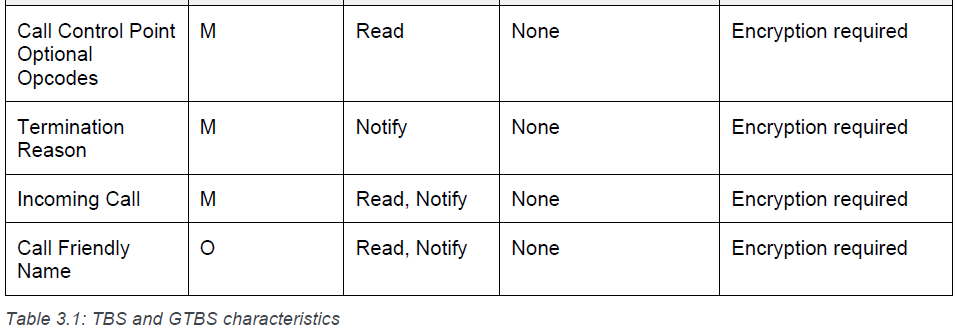 Call Control Point M Read None Encryption required
Optional
Opcodes
Termination M Notify None Encryption required
Reason
Incoming Call M Read, Notify None Encryption required
Call Friendly O Read, Notify None Encryption required
Name
Table 3.1: TBS and GTBS characteristics